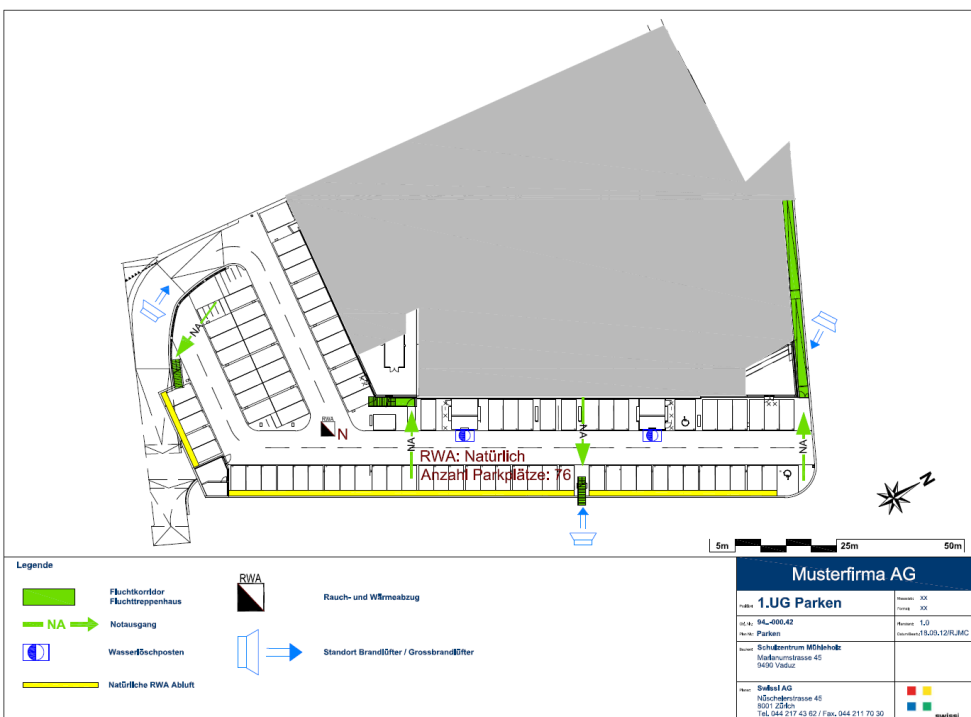 NA
NA
NA
NA
RWA
N
RWA: Natürlich
Anzahl Parkplätze: 76
N
5m 25m 50m
Legende
Fluchtkorridor
Fluchttreppenhaus
NA
Notausgang
Wasserlöschposten
Natürliche RWA Abluft
RWA
Rauch- und Wärmeabzug
Standort Brandlüfter / Grossbrandlüfter
Musterfirma AG
1.UG Parken
XX
XX
94_-000.42
Parken
1.0
18.09.12/RJMC
Schulzentrum Mühleholz
Marianumstrasse 45
9490 Vaduz
Swissi AG
Nüschelerstrasse 45
8001 Zürich
Tel. 044 217 43 62 / Fax. 044 211 70 30
swissi